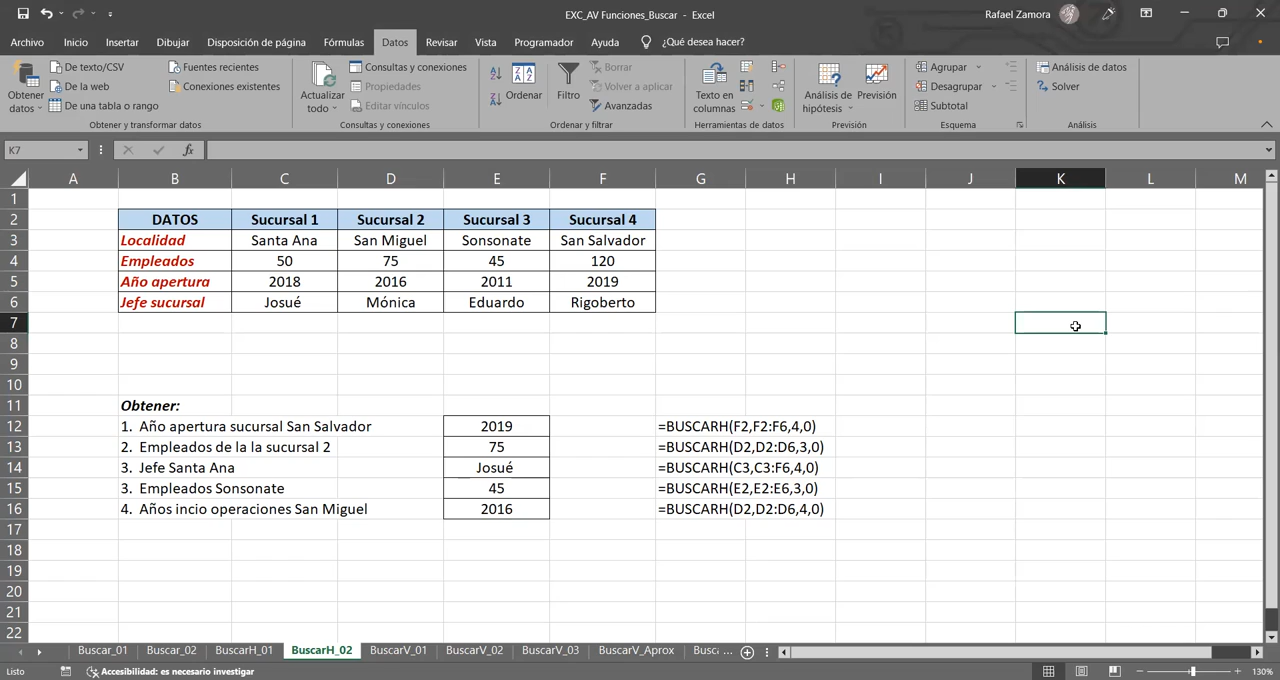 EXC_AV Funciones_Buscar - Excel
Rafael Zamora
Archivo Inicio Insertar Dibujar Disposición de página Fórmulas Datos Revisar Vista Programador Ayuda ¿Qué desea hacer?
Obtener datos
De texto/CSV
De la web
De una tabla o rango
Fuentes recientes
Conexiones existentes
Obtener y transformar datos
Actualizar todo
Consultas y conexiones
Propiedades
Editar vínculos
Consultas y conexiones
Ordenar
Filtro
Borrar
Volver a aplicar
Avanzadas
Ordenar y filtrar
Texto en columnas
Herramientas de datos
Análisis de hipótesis
Previsión
Previsión
Agrupar
Desagrupar
Subtotal
Esquema
Análisis de datos
Solver
Análisis
K7
fx
A B C D E F G H I J K L M
1
2 DATOS Sucursal 1 Sucursal 2 Sucursal 3 Sucursal 4
3 Localidad Santa Ana San Miguel Sonsonate San Salvador
4 Empleados 50 75 45 120
5 Año apertura 2018 2016 2011 2019
6 Jefe sucursal Josué Mónica Eduardo Rigoberto
7
8
9
10
11 Obtener:
12 1. Año apertura sucursal San Salvador 2019 =BUSCARH(F2,F2:F6,4,0)
13 2. Empleados de la la sucursal 2 75 =BUSCARH(D2,D2:D6,3,0)
14 3. Jefe Santa Ana Josué =BUSCARH(C3,C3:F6,4,0)
15 3. Empleados Sonsonate 45 =BUSCARH(E2,E2:E6,3,0)
16 4. Años incio operaciones San Miguel 2016 =BUSCARH(D2,D2:D6,4,0)
17
18
19
20
21
22
Buscar_01 Buscar_02 BuscarH_01 BuscarH_02 BuscarV_01 BuscarV_02 BuscarV_03 BuscarV_Aprox Busca ...
Listo Accesibilidad: es necesario investigar 130%